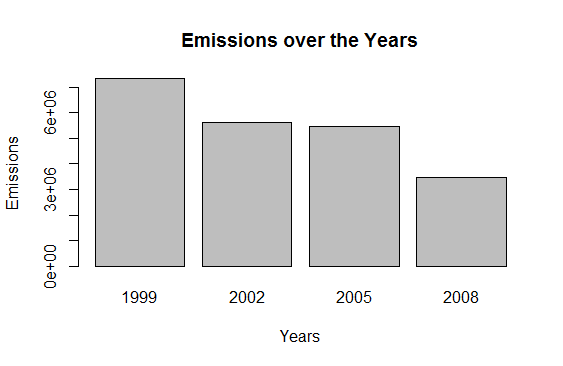 Emissions over the Years
Emissions
6e+06
3e+06
0e+00
1999 2002 2005 2008
Years